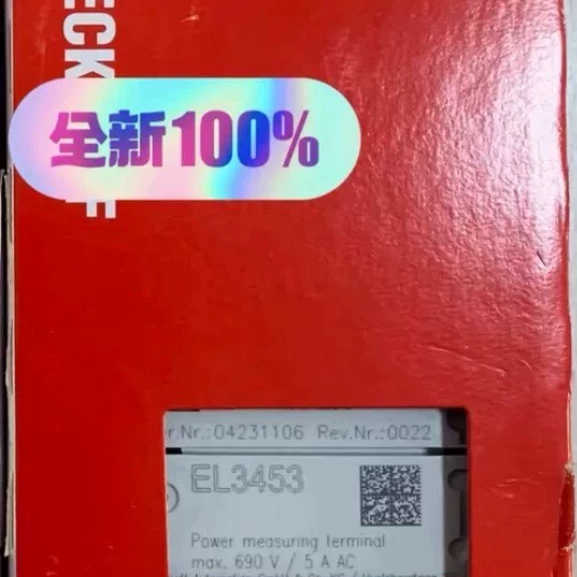 ECK
F
全新100%
r.Nr.:04231106 Rev.Nr.:0022
EL3453
Power measuring terminal
max. 690 V / 5 A AC